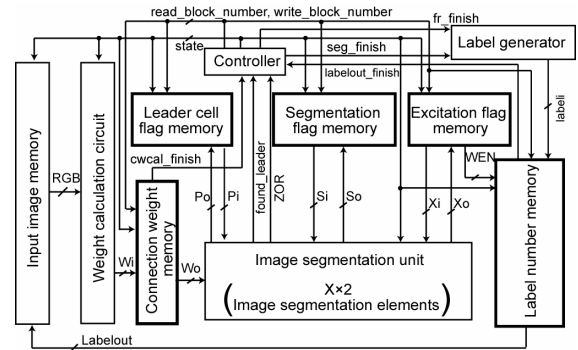 read_block_number, write_block_number
fr_finish
state
seg_finish
Label generator
Controller
labelout_finish
Leader cell
flag memory
Segmentation
flag memory
Excitation flag
memory
labeli
cwcal_finish
WEN
Input image memory
RGB
Weight calculation circuit
Wi
Connection weight
memory
Wo
Po
Pi
found_leader
ZOR
Si
So
Xi
Xo
Label number memory
Image segmentation unit
X×2
(Image segmentation elements)
Labelout